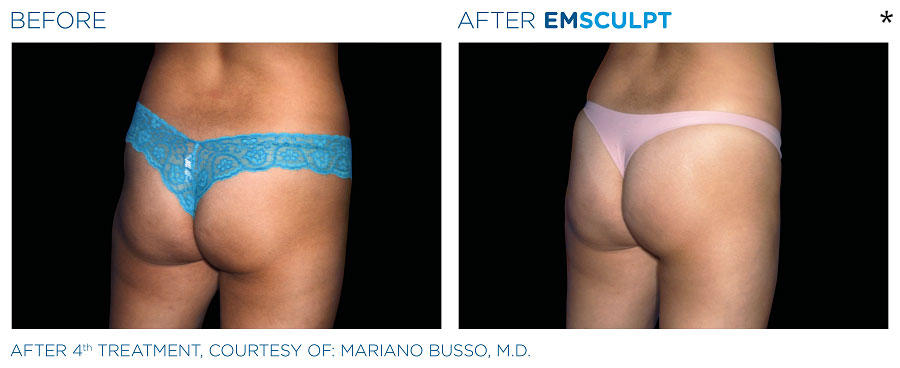 BEFORE
AFTER EMSCULPT *
AFTER 4th TREATMENT, COURTESY OF: MARIANO BUSSO, M.D.